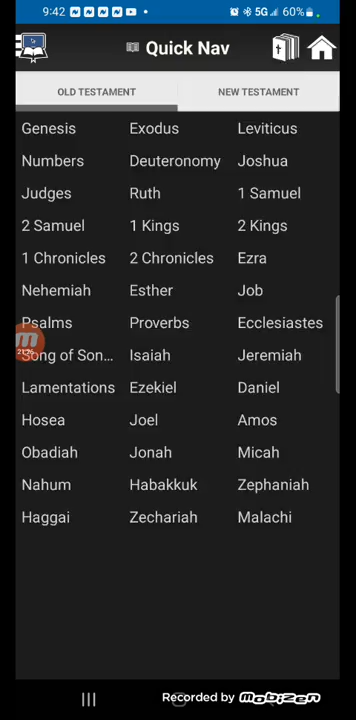 9:42 5G 60%
Quick Nav
OLD TESTAMENT NEW TESTAMENT
Genesis Exodus Leviticus
Numbers Deuteronomy Joshua
Judges Ruth 1 Samuel
2 Samuel 1 Kings 2 Kings
1 Chronicles 2 Chronicles Ezra
Nehemiah Esther Job
Psalms Proverbs Ecclesiastes
Song of Son... Isaiah Jeremiah
Lamentations Ezekiel Daniel
Hosea Joel Amos
Obadiah Jonah Micah
Nahum Habakkuk Zephaniah
Haggai Zechariah Malachi
Recorded by MOBIZEN